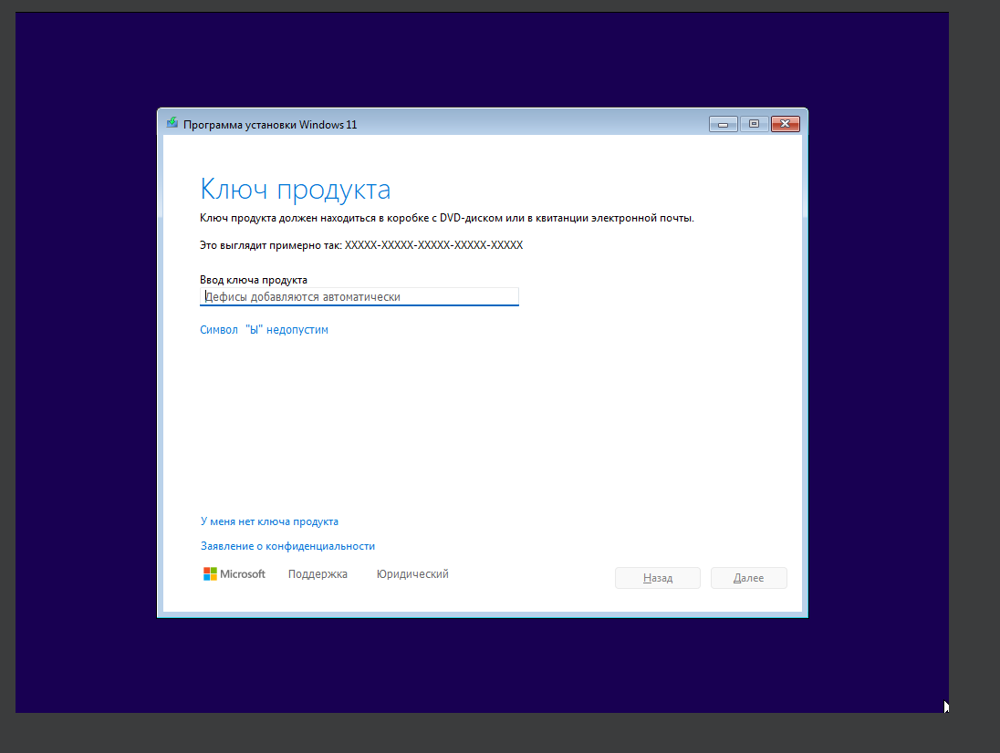 Программа установки Windows 11
Ключ продукта
Ключ продукта должен находиться в коробке с DVD-диском или в квитанции электронной почты.
Это выглядит примерно так: XXXXX-XXXXX-XXXXX-XXXXX-XXXXX
Ввод ключа продукта
Дефисы добавляются автоматически
Символ "Ы" недопустим
У меня нет ключа продукта
Заявление о конфиденциальности
Microsoft Поддержка Юридический Назад Далее